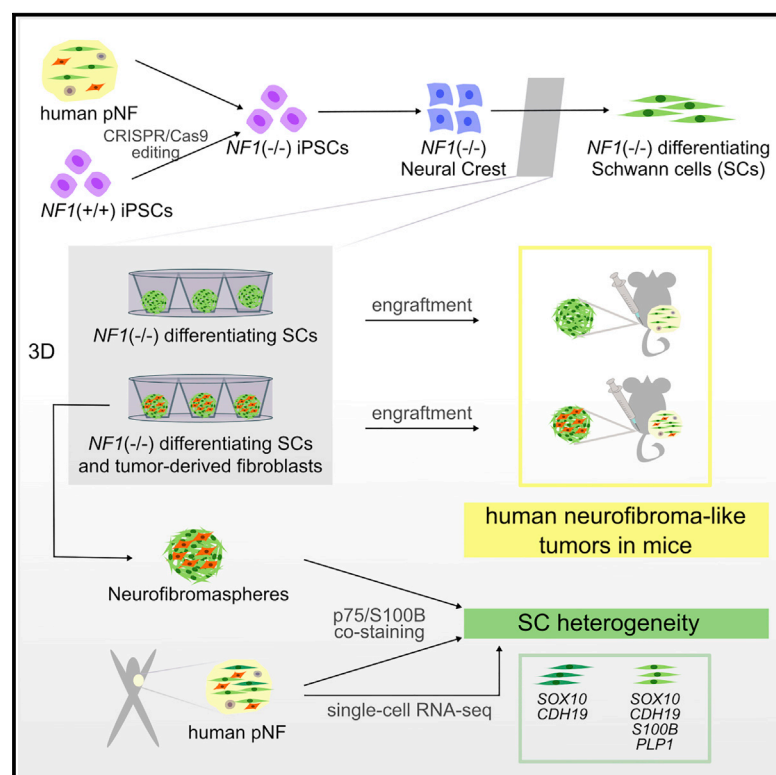 human pNF
CRISPR/Cas9
editing
NF1(+/+) iPSCs
NF1(-/-) iPSCs
NF1(-/-)
Neural Crest
NF1(-/-) differentiating
Schwann cells (SCs)
3D
NF1(-/-) differentiating SCs
engraftment
NF1(-/-) differentiating SCs
and tumor-derived fibroblasts
engraftment
human neurofibroma-like
tumors in mice
Neurofibromaspheres
p75/S100B
co-staining
SC heterogeneity
human pNF
single-cell RNA-seq
SOX10
CDH19
SOX10
CDH19
S100B
PLP1